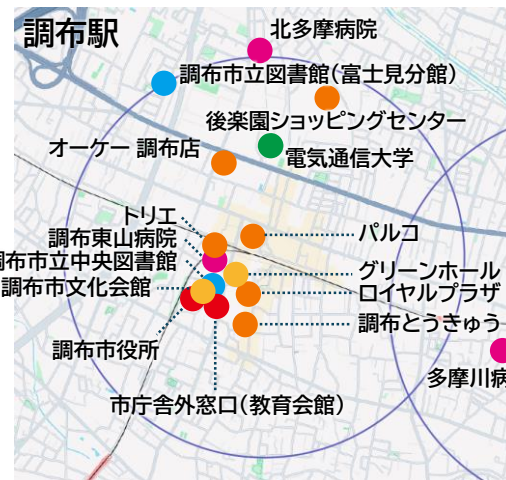 調布駅
北多摩病院
調布市立図書館(富士見分館)
後楽園ショッピングセンター
オーケー 調布店
電気通信大学
トリエ
パルコ
調布東山病院
調布市立中央図書館
グリーンホール
調布市文化会館
ロイヤルプラザ
調布とうきゅう
調布市役所
多摩川病
市庁舎外窓口(教育会館)